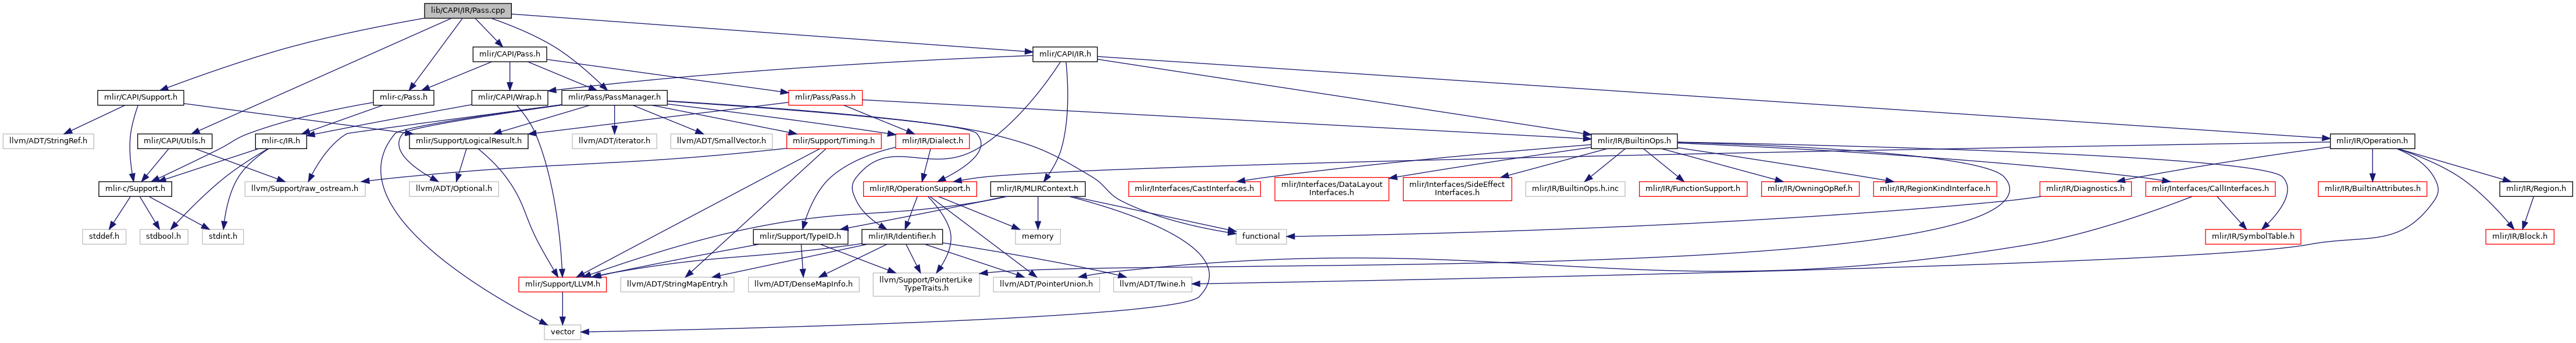 lib/CAPI/IR/Pass.cpp
mlir/CAPI/Pass.h
mlir/CAPI/IR.h
mlir/CAPI/Support.h
mlir-c/Pass.h
mlir/CAPI/Wrap.h
mlir/Pass/PassManager.h
mlir/Pass/Pass.h
llvm/ADT/StringRef.h
mlir/CAPI/Utils.h
mlir-c/IR.h
mlir/Support/LogicalResult.h
llvm/ADT/iterator.h
llvm/ADT/SmallVector.h
mlir/Support/Timing.h
mlir/IR/Dialect.h
mlir/IR/BuiltinOps.h
mlir/IR/Operation.h
mlir-c/Support.h
llvm/Support/raw_ostream.h
llvm/ADT/Optional.h
mlir/IR/OperationSupport.h
mlir/IR/MLIRContext.h
mlir/Interfaces/CastInterfaces.h
mlir/Interfaces/DataLayout
Interfaces.h
mlir/Interfaces/SideEffect
Interfaces.h
mlir/IR/BuiltinOps.h.inc
mlir/IR/FunctionSupport.h
mlir/IR/OwningOpRef.h
mlir/IR/RegionKindInterface.h
mlir/IR/Diagnostics.h
mlir/Interfaces/CallInterfaces.h
mlir/IR/BuiltinAttributes.h
mlir/IR/Region.h
stddef.h
stdbool.h
stdint.h
mlir/Support/TypeID.h
mlir/IR/Identifier.h
memory
functional
mlir/IR/SymbolTable.h
mlir/IR/Block.h
mlir/Support/LLVM.h
llvm/ADT/StringMapEntry.h
llvm/ADT/DenseMapInfo.h
llvm/Support/PointerLike
TypeTraits.h
llvm/ADT/PointerUnion.h
llvm/ADT/Twine.h
vector